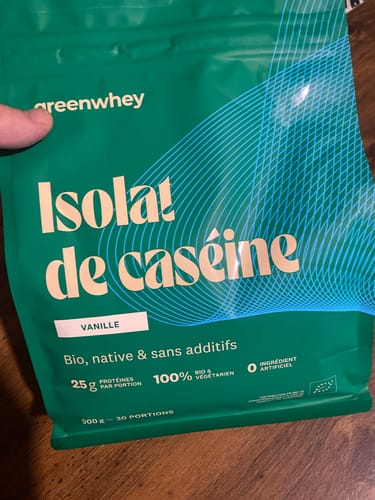 greenwhey
Isolat
de caséine
VANILLE
Bio, native & sans additifs
25g PROTÉINES
PAR PORTION
100% BIO &
VÉGÉTARIEN
0 INGRÉDIENT
ARTIFICIEL
900 g — 30 PORTIONS